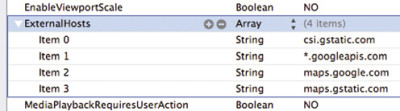 EnableViewportScale Boolean NO
ExternalHosts Array (4 items)
Item 0 String csi.gstatic.com
Item 1 String *.googleapis.com
Item 2 String maps.google.com
Item 3 String maps.gstatic.com
MediaPlaybackRequiresUserAction Boolean NO